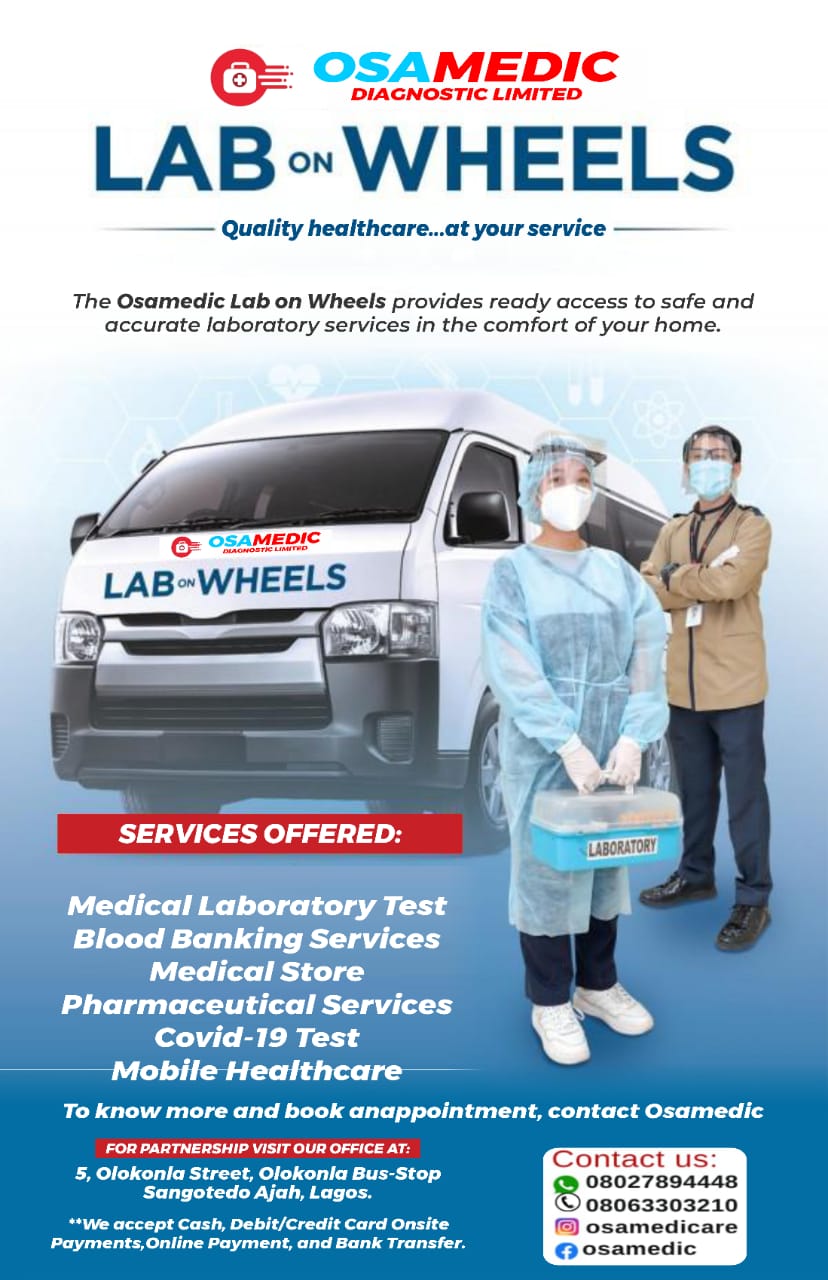 OSAMEDIC
DIAGNOSTIC LIMITED
LAB ON WHEELS
Quality healthcare...at your service
The Osamedic Lab on Wheels provides ready access to safe and
accurate laboratory services in the comfort of your home.
OSAMEDIC
DIAGNOSTIC LIMITED
LAB ON WHEELS
LABORATORY
SERVICES OFFERED:
Medical Laboratory Test
Blood Banking Services
Medical Store
Pharmaceutical Services
Covid-19 Test
Mobile Healthcare
To know more and book anappointment, contact Osamedic
FOR PARTNERSHIP VISIT OUR OFFICE AT:
5, Olokonla Street, Olokonla Bus-Stop
Sangotedo Ajah, Lagos.
**We accept Cash, Debit/Credit Card Onsite
Payments,Online Payment, and Bank Transfer.
Contact us:
08027894448
08063303210
osamedicare
osamedic